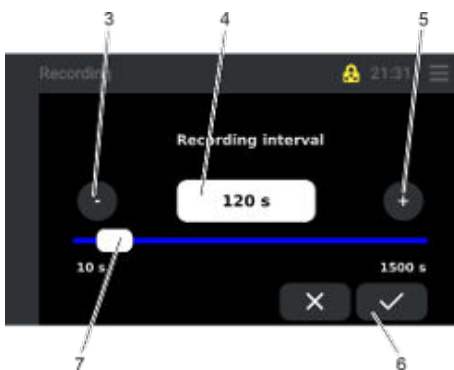 3 4 5
Recording 21:31
Recording interval
- 120 s +
10 s 1500 s
7 6